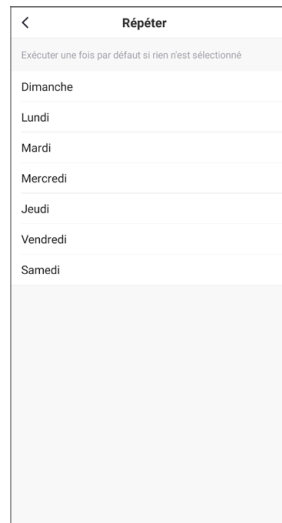 Répéter
Exécuter une fois par défaut si rien n'est sélectionné
Dimanche
Lundi
Mardi
Mercredi
Jeudi
Vendredi
Samedi